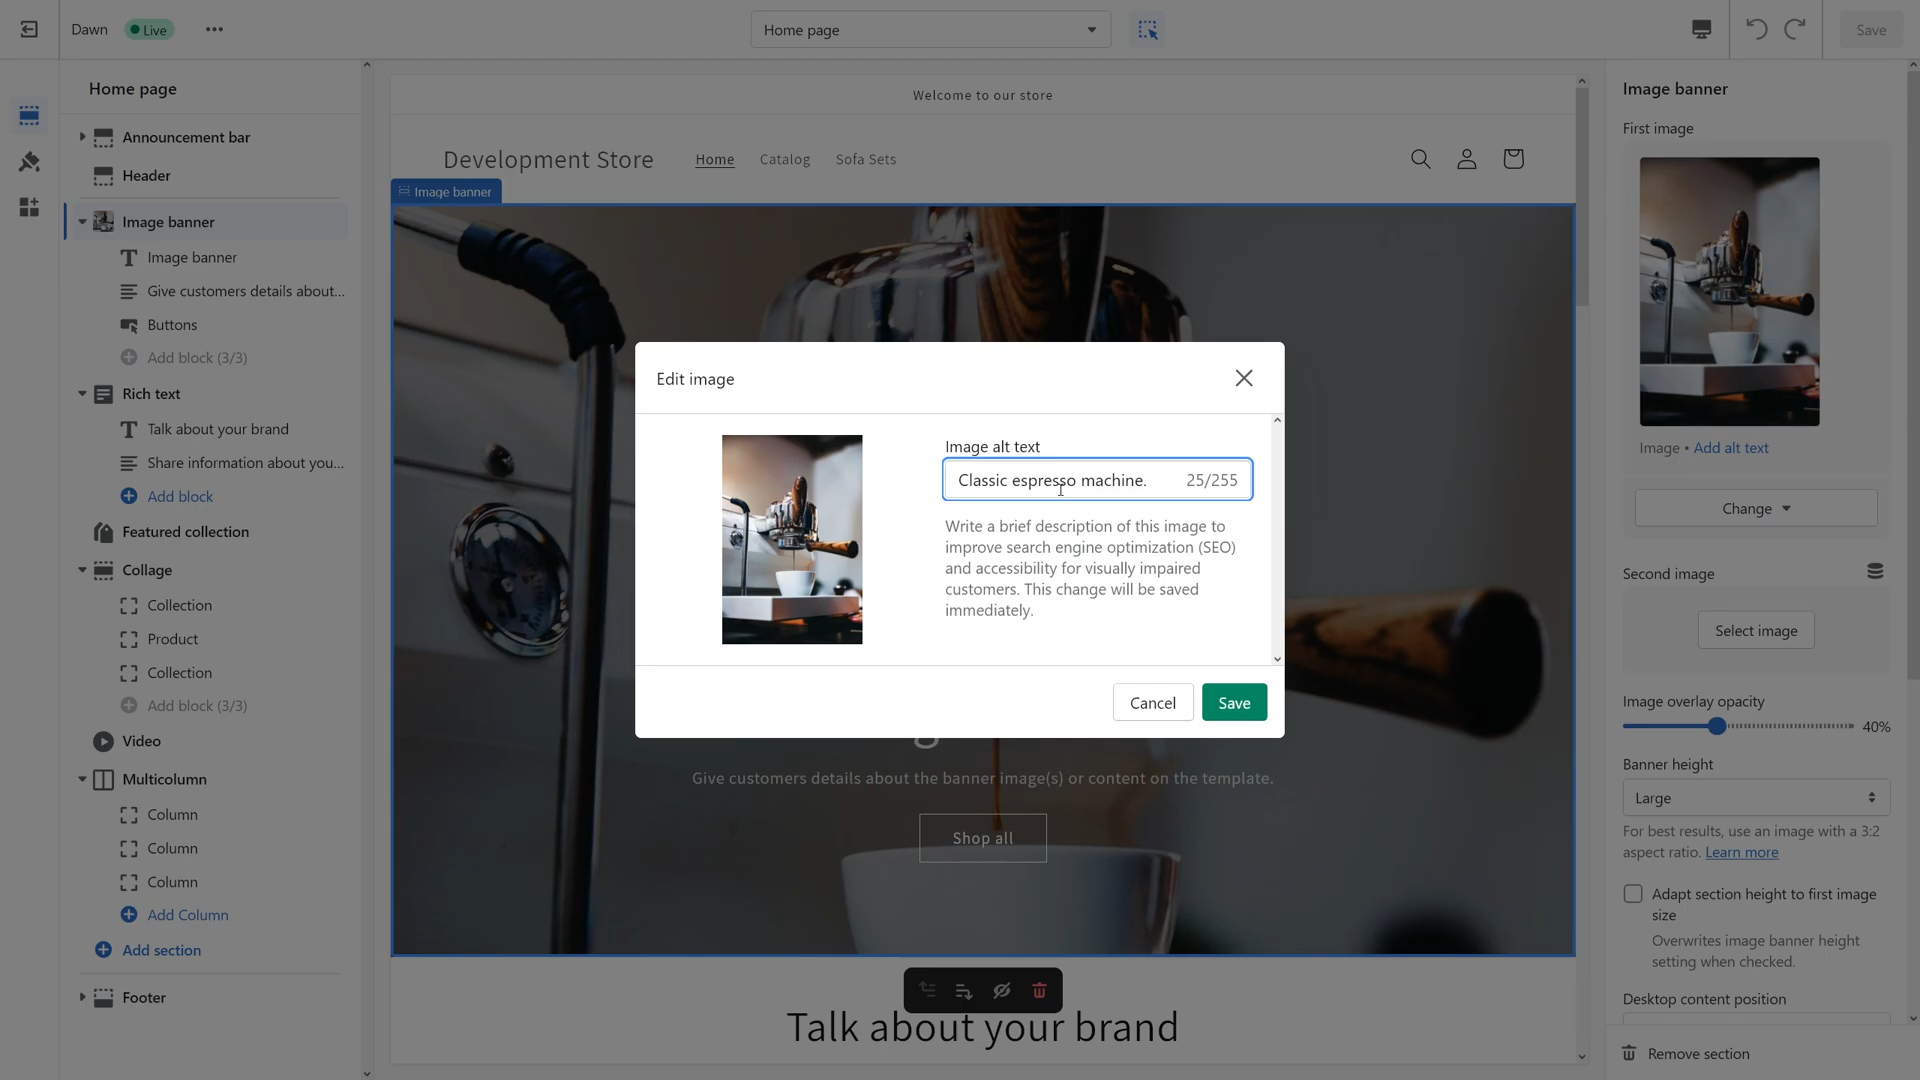 Dawn
Live
Home page
Save
Home page
Announcement bar
Header
Image banner
Image banner
Give customers details about...
Buttons
Add block (3/3)
Rich text
Talk about your brand
Share information about you...
Add block
Featured collection
Collage
Collection
Product
Collection
Add block (3/3)
Video
Multicolumn
Column
Column
Column
Add Column
Add section
Footer
Welcome to our store
Development Store
Home
Catalog
Sofa Sets
Image banner
Edit image
Image alt text
Classic espresso machine.
25/255
Write a brief description of this image to
improve search engine optimization (SEO)
and accessibility for visually impaired
customers. This change will be saved
immediately.
Cancel
Save
Give customers details about the banner image(s) or content on the template.
Shop all
Talk about your brand
Image banner
First image
Image • Add alt text
Change
Second image
Select image
Image overlay opacity
40%
Banner height
Large
For best results, use an image with a 3:2
aspect ratio. Learn more
Adapt section height to first image
size
Overwrites image banner height
setting when checked.
Desktop content position
Remove section